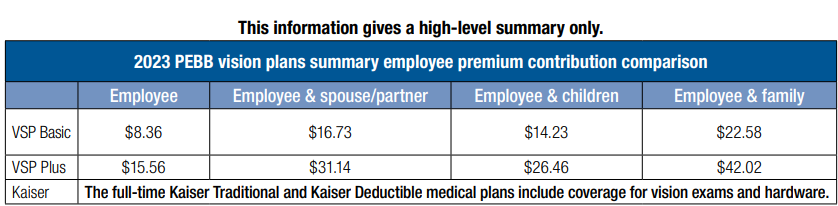 This information gives a high-level summary only.
2023 PEBB vision plans summary employee premium contribution comparison
Employee Employee & spouse/partner Employee & children Employee & family
VSP Basic $8.36 $16.73 $14.23 $22.58
VSP Plus $15.56 $31.14 $26.46 $42.02
Kaiser The full-time Kaiser Traditional and Kaiser Deductible medical plans include coverage for vision exams and hardware.